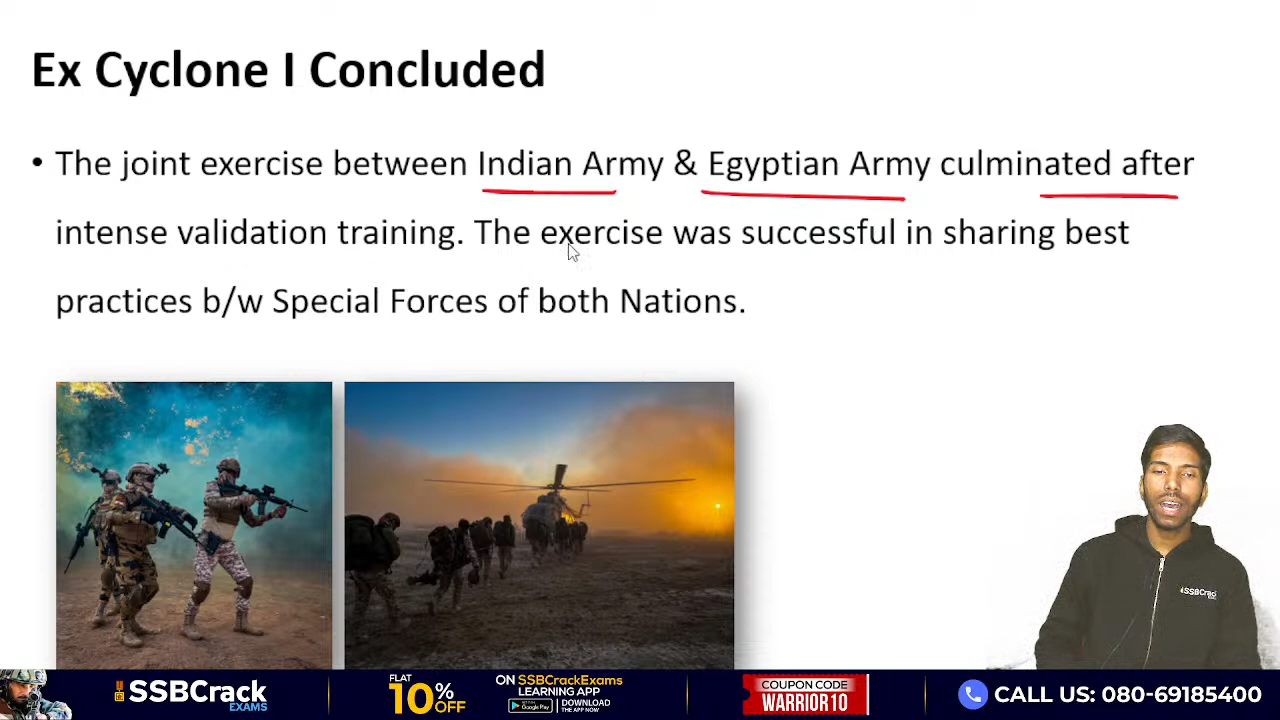 Ex Cyclone I Concluded
• The joint exercise between Indian Army & Egyptian Army culminated after
intense validation training. The exercise was successful in sharing best
practices b/w Special Forces of both Nations.
SSBCrack
SSBCrack
EXAMS
FLAT
10% OFF
ON SSBCrackExams
LEARNING APP
Google Play
DOWNLOAD
THE APP NOW
COUPON CODE
WARRIOR10
CALL US: 080-69185400